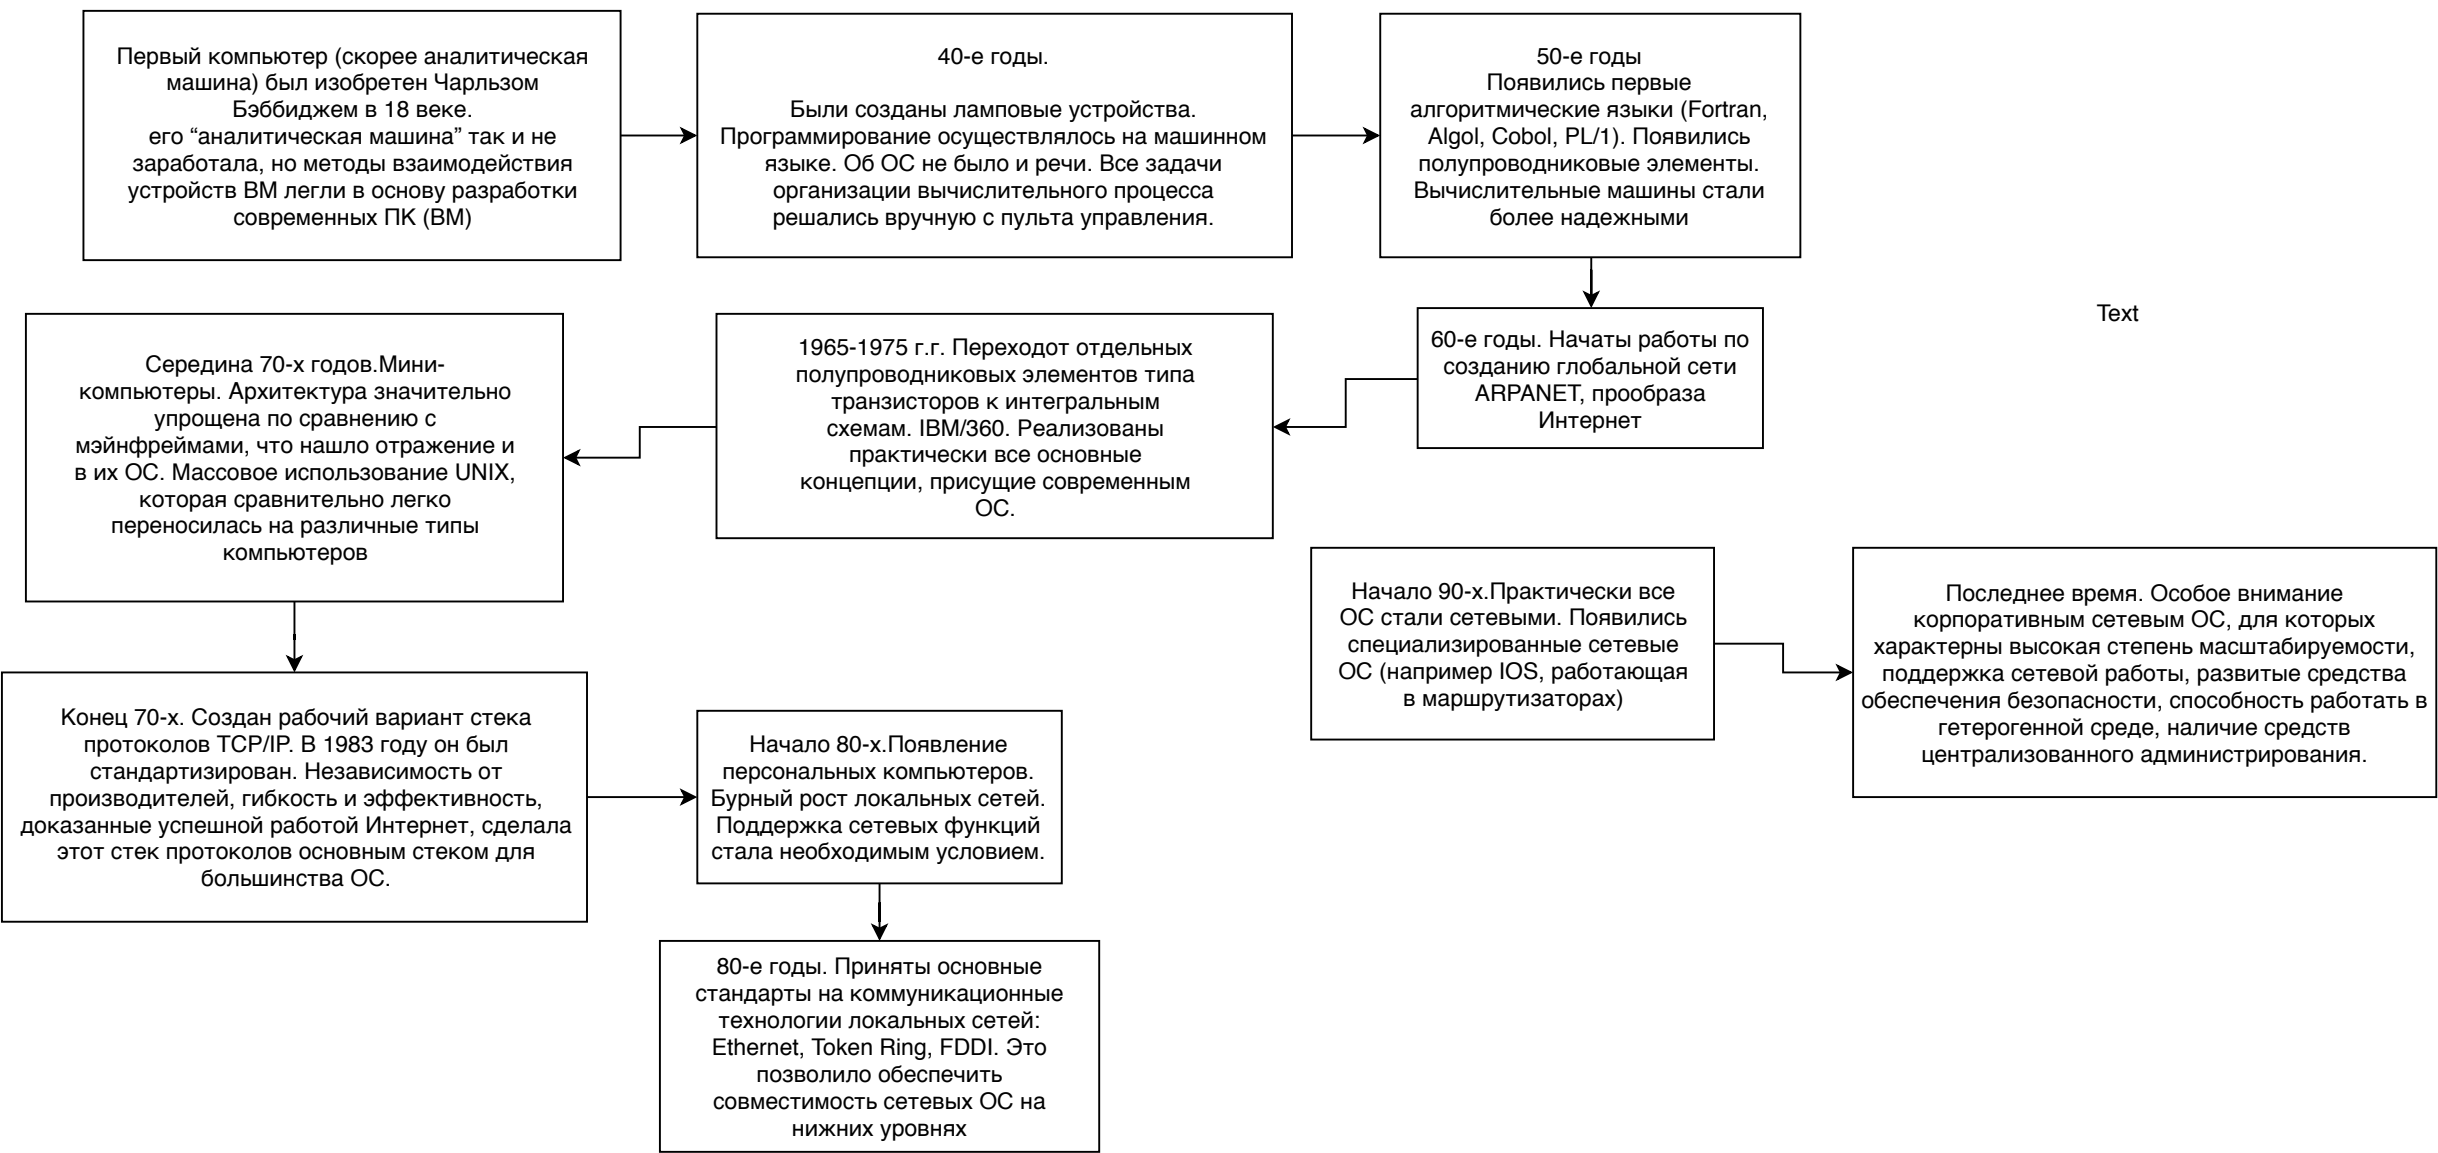 Первый компьютер (скорее аналитическая
машина) был изобретен Чарльзом
Бэббиджем в 18 веке.
его “аналитическая машина” так и не
заработала, но методы взаимодействия
устройств ВМ легли в основу разработки
современных ПК (ВМ)
40-е годы.
Были созданы ламповые устройства.
Программирование осуществлялось на машинном
языке. Об ОС не было и речи. Все задачи
организации вычислительного процесса
решались вручную с пульта управления.
50-е годы
Появились первые
алгоритмические языки (Fortran,
Algol, Cobol, PL/1). Появились
полупроводниковые элементы.
Вычислительные машины стали
более надежными
Text
60-е годы. Начаты работы по
созданию глобальной сети
ARPANET, прообраза
Интернет
1965-1975 г.г. Переходот отдельных
полупроводниковых элементов типа
транзисторов к интегральным
схемам. IBM/360. Реализованы
практически все основные
концепции, присущие современным
ОС.
Середина 70-х годов.Мини-
компьютеры. Архитектура значительно
упрощена по сравнению с
мэйнфреймами, что нашло отражение и
в их ОС. Массовое использование UNIX,
которая сравнительно легко
переносилась на различные типы
компьютеров
Конец 70-х. Создан рабочий вариант стека
протоколов TCP/IP. В 1983 году он был
стандартизирован. Независимость от
производителей, гибкость и эффективность,
доказанные успешной работой Интернет, сделала
этот стек протоколов основным стеком для
большинства ОС.
Начало 80-х.Появление
персональных компьютеров.
Бурный рост локальных сетей.
Поддержка сетевых функций
стала необходимым условием.
80-е годы. Приняты основные
стандарты на коммуникационные
технологии локальных сетей:
Ethernet, Token Ring, FDDI. Это
позволило обеспечить
совместимость сетевых ОС на
нижних уровнях
Начало 90-х.Практически все
ОС стали сетевыми. Появились
специализированные сетевые
ОС (например IOS, работающая
в маршрутизаторах)
Последнее время. Особое внимание
корпоративным сетевым ОС, для которых
характерны высокая степень масштабируемости,
поддержка сетевой работы, развитые средства
обеспечения безопасности, способность работать в
гетерогенной среде, наличие средств
централизованного администрирования.